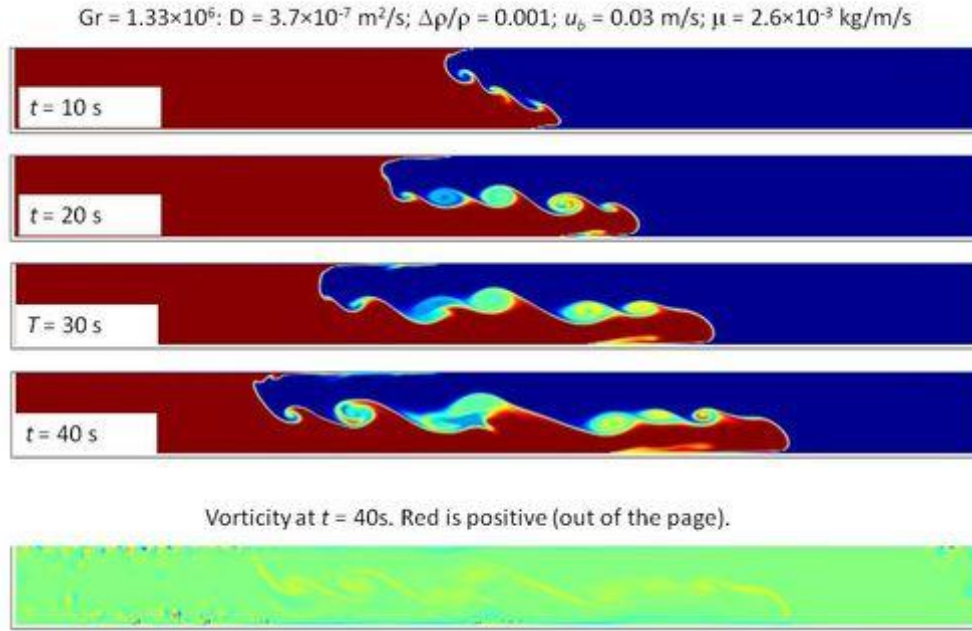 Gr = 1.33×10⁶: D = 3.7×10⁻⁷ m²/s; Δρ/ρ = 0.001; u_b = 0.03 m/s; μ = 2.6×10⁻³ kg/m/s
t = 10 s
t = 20 s
T = 30 s
t = 40 s
Vorticity at t = 40s. Red is positive (out of the page).